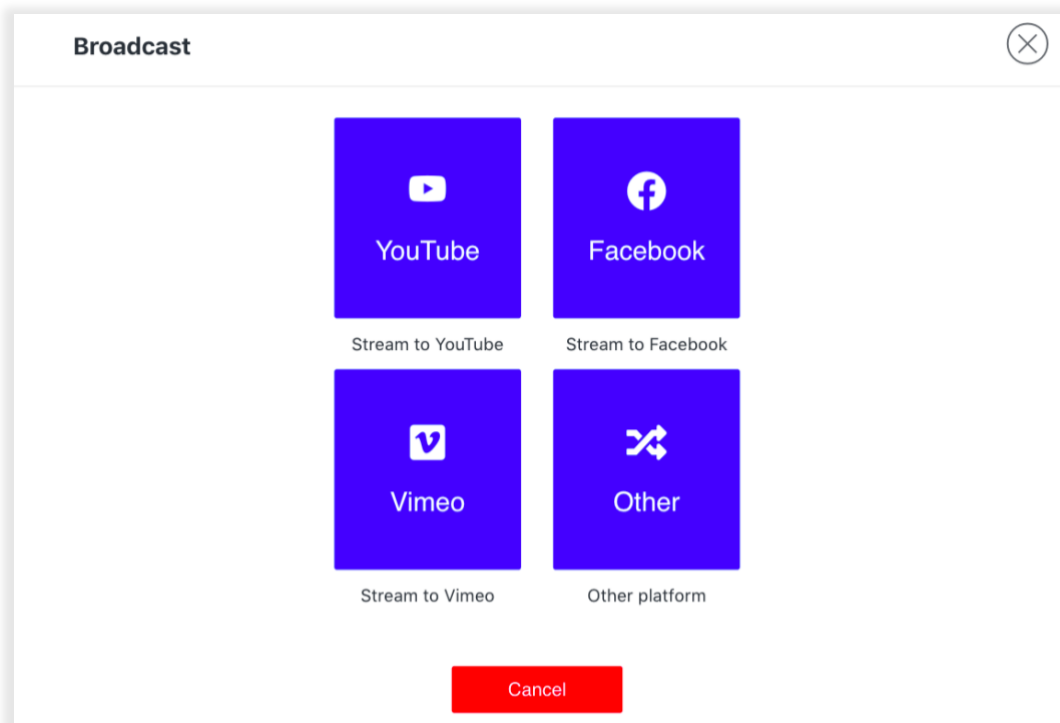 Broadcast
YouTube
Facebook
Stream to YouTube
Stream to Facebook
Vimeo
Other
Stream to Vimeo
Other platform
Cancel